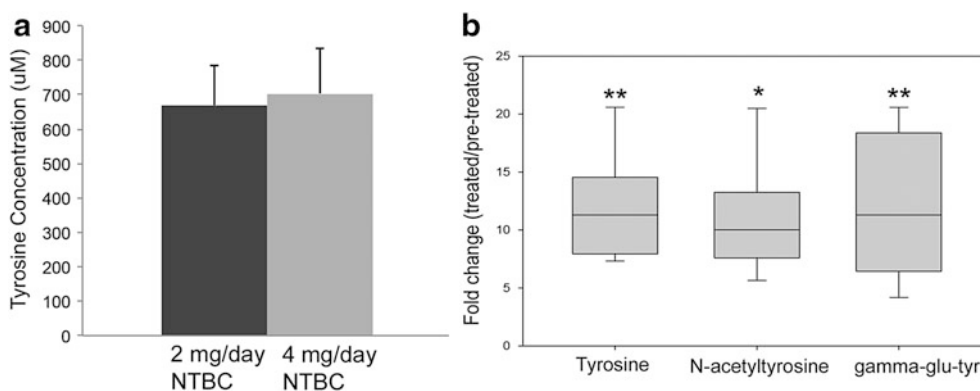 a
Tyrosine Concentration (uM)
900
800
700
600
500
400
300
200
100
0
2 mg/day
NTBC
4 mg/day
NTBC
b
Fold change (treated/pre-treated)
25
20
15
10
5
0
**
*
**
Tyrosine
N-acetyltyrosine
gamma-glu-tyr